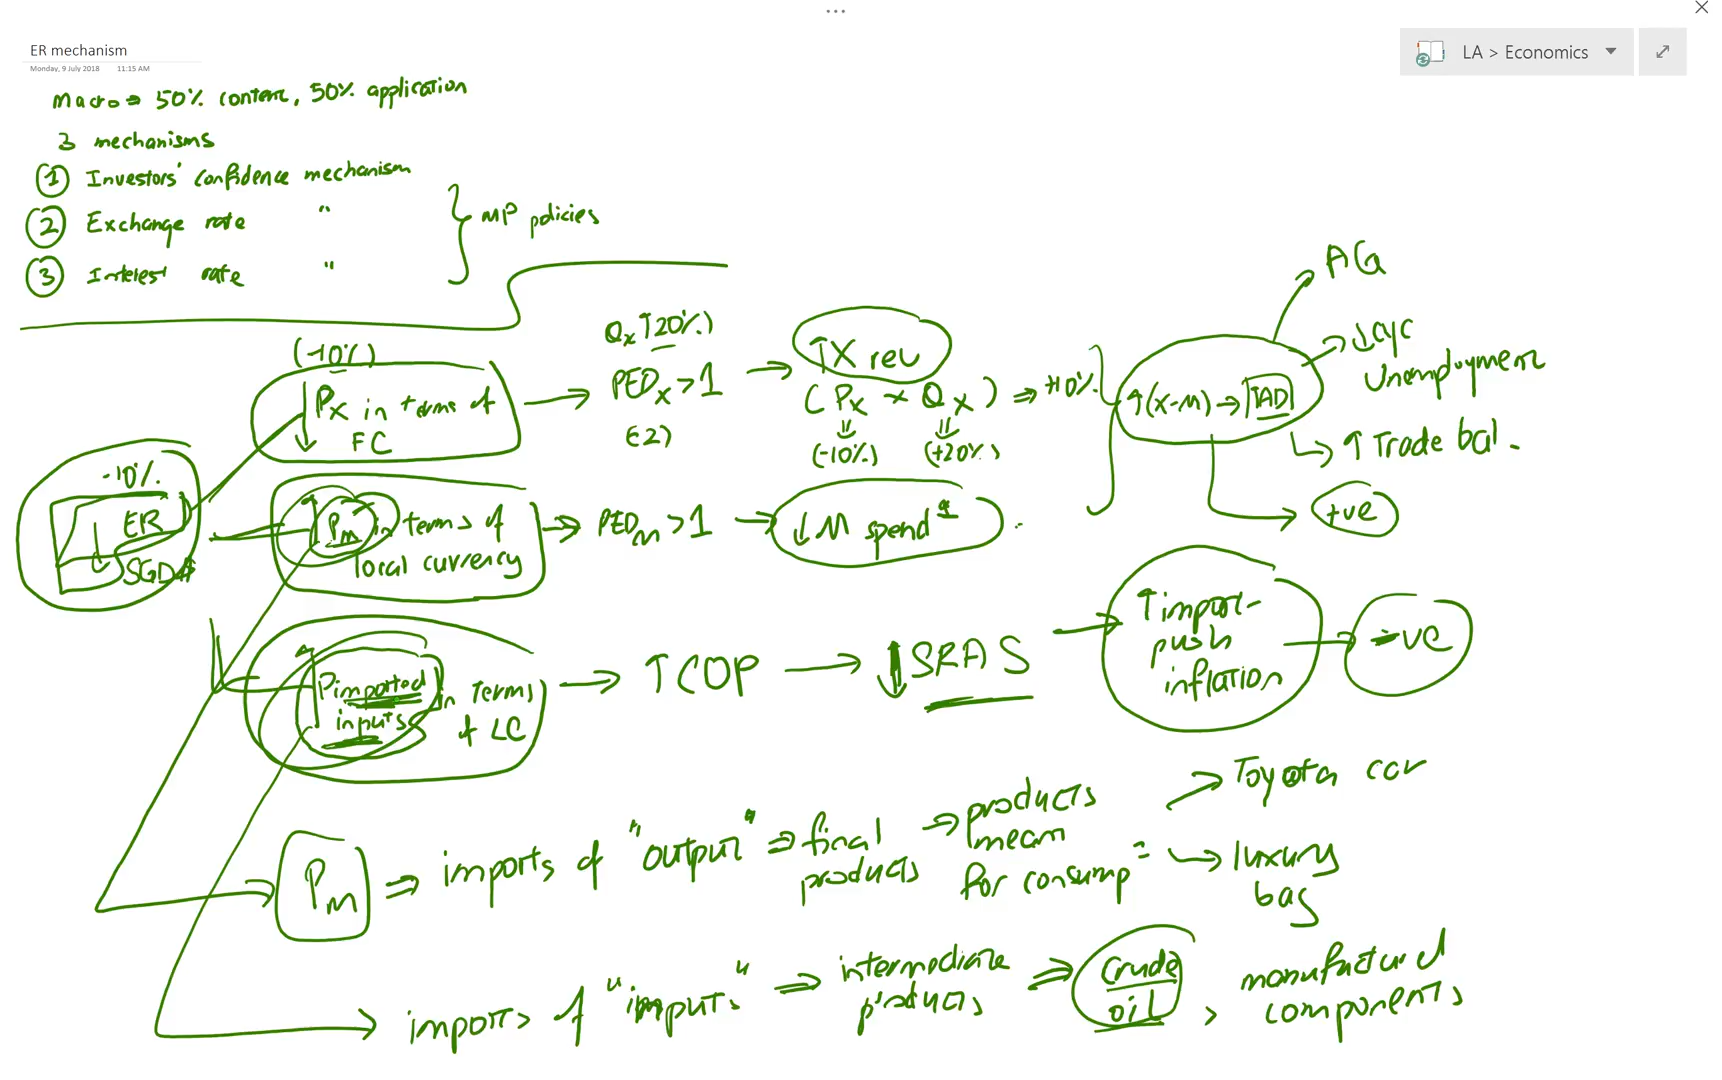 ER mechanism
Monday, 9 July 2018 11:15 AM
LA > Economics
Macro → 50% content, 50% application
3 mechanisms
① Investors' confidence mechanism
② Exchange rate "
③ Interest rate "
MP policies
-10%
↓ ER
SGD$
(-10%)
↓ Px in terms of
FC
Qx ↑ 20%)
PEDx > 1
(=2)
↑X rev
(Px x Qx) ⇒ +10%
(-10%) (+20%)
↑(X-M) → ↑AD
AG
↓cyc
unemployment
↑ Trade bal.
+ve
↑ Pm in terms of
local currency
PEDm > 1
↓ M spend
↑ Pimported
inputs in terms
of LC
↑ COP
↓ SRAS
↑ import-
push
inflation
-ve
Pm ⇒ imports of "output" ⇒ final
products
→ products
mean
for consump
Toyota car
luxury
bag
imports of "inputs" ⇒ intermediate
products
⇒ crude
oil,
manufactured
components